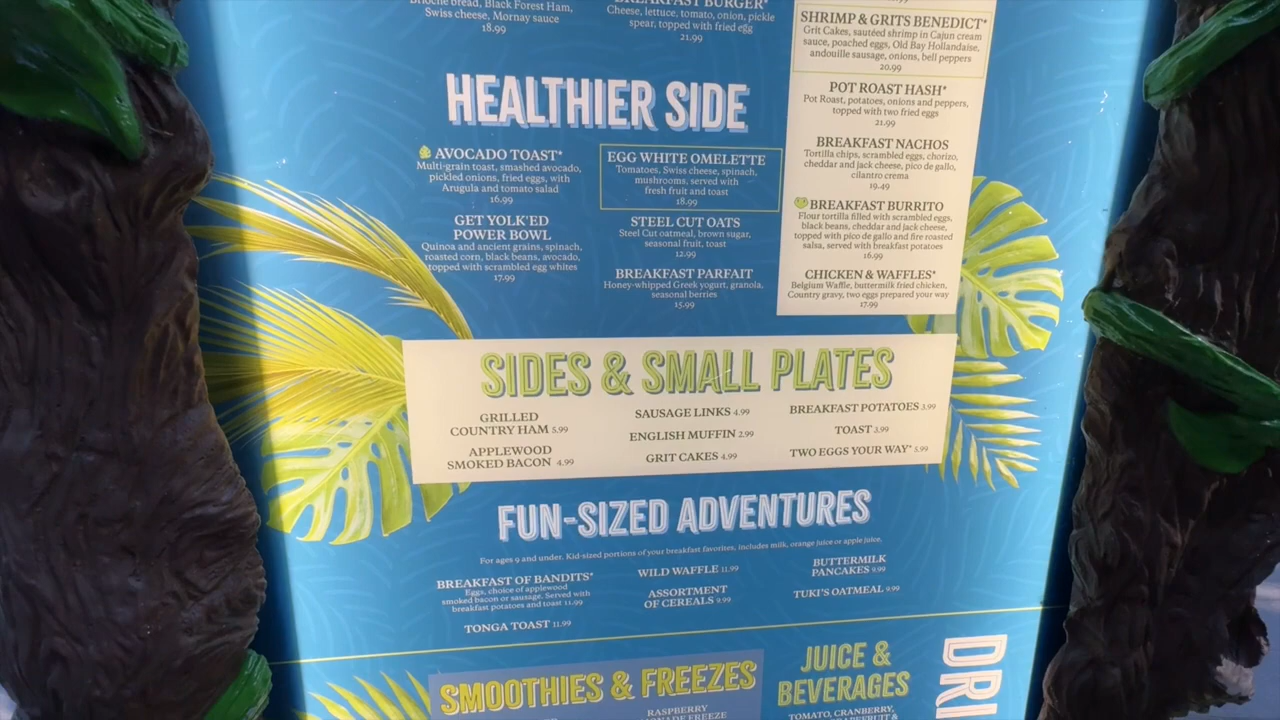 Brioche bread, Black Forest Ham,
Swiss cheese, Mornay sauce
18.99
BREAKFAST BURGER*
Cheese, lettuce, tomato, onion, pickle
spear, topped with fried egg
21.99
SHRIMP & GRITS BENEDICT*
Grit Cakes, sautéed shrimp in Cajun cream
sauce, poached eggs, Old Bay Hollandaise,
andouille sausage, onions, bell peppers
20.99
POT ROAST HASH*
Pot Roast, potatoes, onions and peppers,
topped with two fried eggs
21.99
BREAKFAST NACHOS
Tortilla chips, scrambled eggs, chorizo,
cheddar and jack cheese, pico de gallo,
cilantro crema
19.49
BREAKFAST BURRITO
Flour tortilla filled with scrambled eggs,
black beans, cheddar and jack cheese,
topped with pico de gallo and fire roasted
salsa, served with breakfast potatoes
16.99
CHICKEN & WAFFLES*
Belgium Waffle, buttermilk fried chicken,
Country gravy, two eggs prepared your way
17.99
HEALTHIER SIDE
AVOCADO TOAST*
Multi-grain toast, smashed avocado,
pickled onions, fried eggs, with
Arugula and tomato salad
16.99
GET YOLK'ED
POWER BOWL
Quinoa and ancient grains, spinach,
roasted corn, black beans, avocado,
topped with scrambled egg whites
17.99
EGG WHITE OMELETTE
Tomatoes, Swiss cheese, spinach,
mushrooms, served with
fresh fruit and toast
18.99
STEEL CUT OATS
Steel Cut oatmeal, brown sugar,
seasonal fruit, toast
12.99
BREAKFAST PARFAIT
Honey-whipped Greek yogurt, granola,
seasonal berries
15.99
SIDES & SMALL PLATES
GRILLED
COUNTRY HAM 5.99
APPLEWOOD
SMOKED BACON 4.99
SAUSAGE LINKS 4.99
ENGLISH MUFFIN 2.99
GRIT CAKES 4.99
BREAKFAST POTATOES 3.99
TOAST 3.99
TWO EGGS YOUR WAY* 5.99
FUN-SIZED ADVENTURES
For ages 9 and under. Kid-sized portions of your breakfast favorites, includes milk, orange juice or apple juice.
BREAKFAST OF BANDITS*
Eggs, choice of applewood
smoked bacon or sausage. Served with
breakfast potatoes and toast 11.99
TONGA TOAST 11.99
WILD WAFFLE 11.99
ASSORTMENT
OF CEREALS 9.99
BUTTERMILK
PANCAKES 9.99
TUKI'S OATMEAL 9.99
SMOOTHIES & FREEZES
RASPBERRY
FREEZE
JUICE &
BEVERAGES
TOMATO, CRANBERRY,
DRI